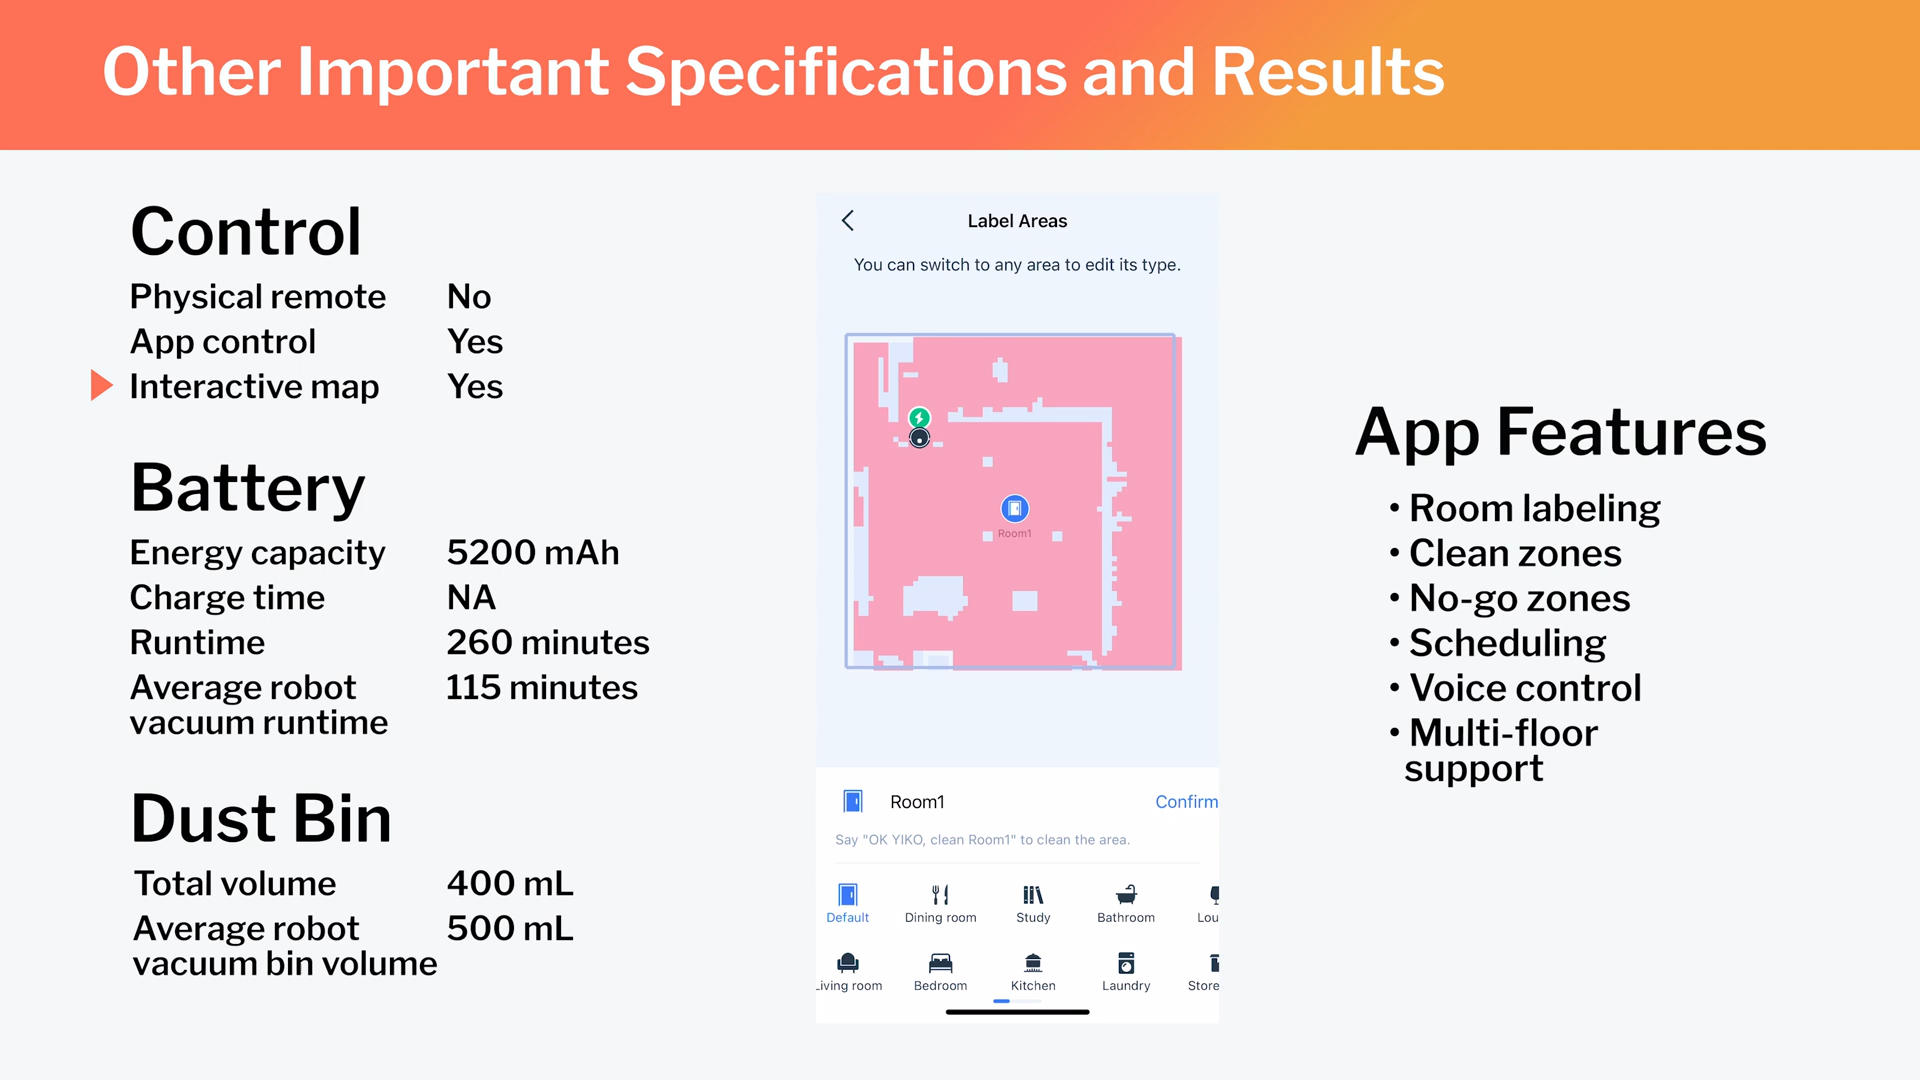 Other Important Specifications and Results
Control
Physical remote No
App control Yes
Interactive map Yes
Battery
Energy capacity 5200 mAh
Charge time NA
Runtime 260 minutes
Average robot 115 minutes
vacuum runtime
Dust Bin
Total volume 400 mL
Average robot 500 mL
vacuum bin volume
Label Areas
You can switch to any area to edit its type.
Room1
Room1 Confirm
Say "OK YIKO, clean Room1" to clean the area.
Default Dining room Study Bathroom Lou
Living room Bedroom Kitchen Laundry Store
App Features
• Room labeling
• Clean zones
• No-go zones
• Scheduling
• Voice control
• Multi-floor
support